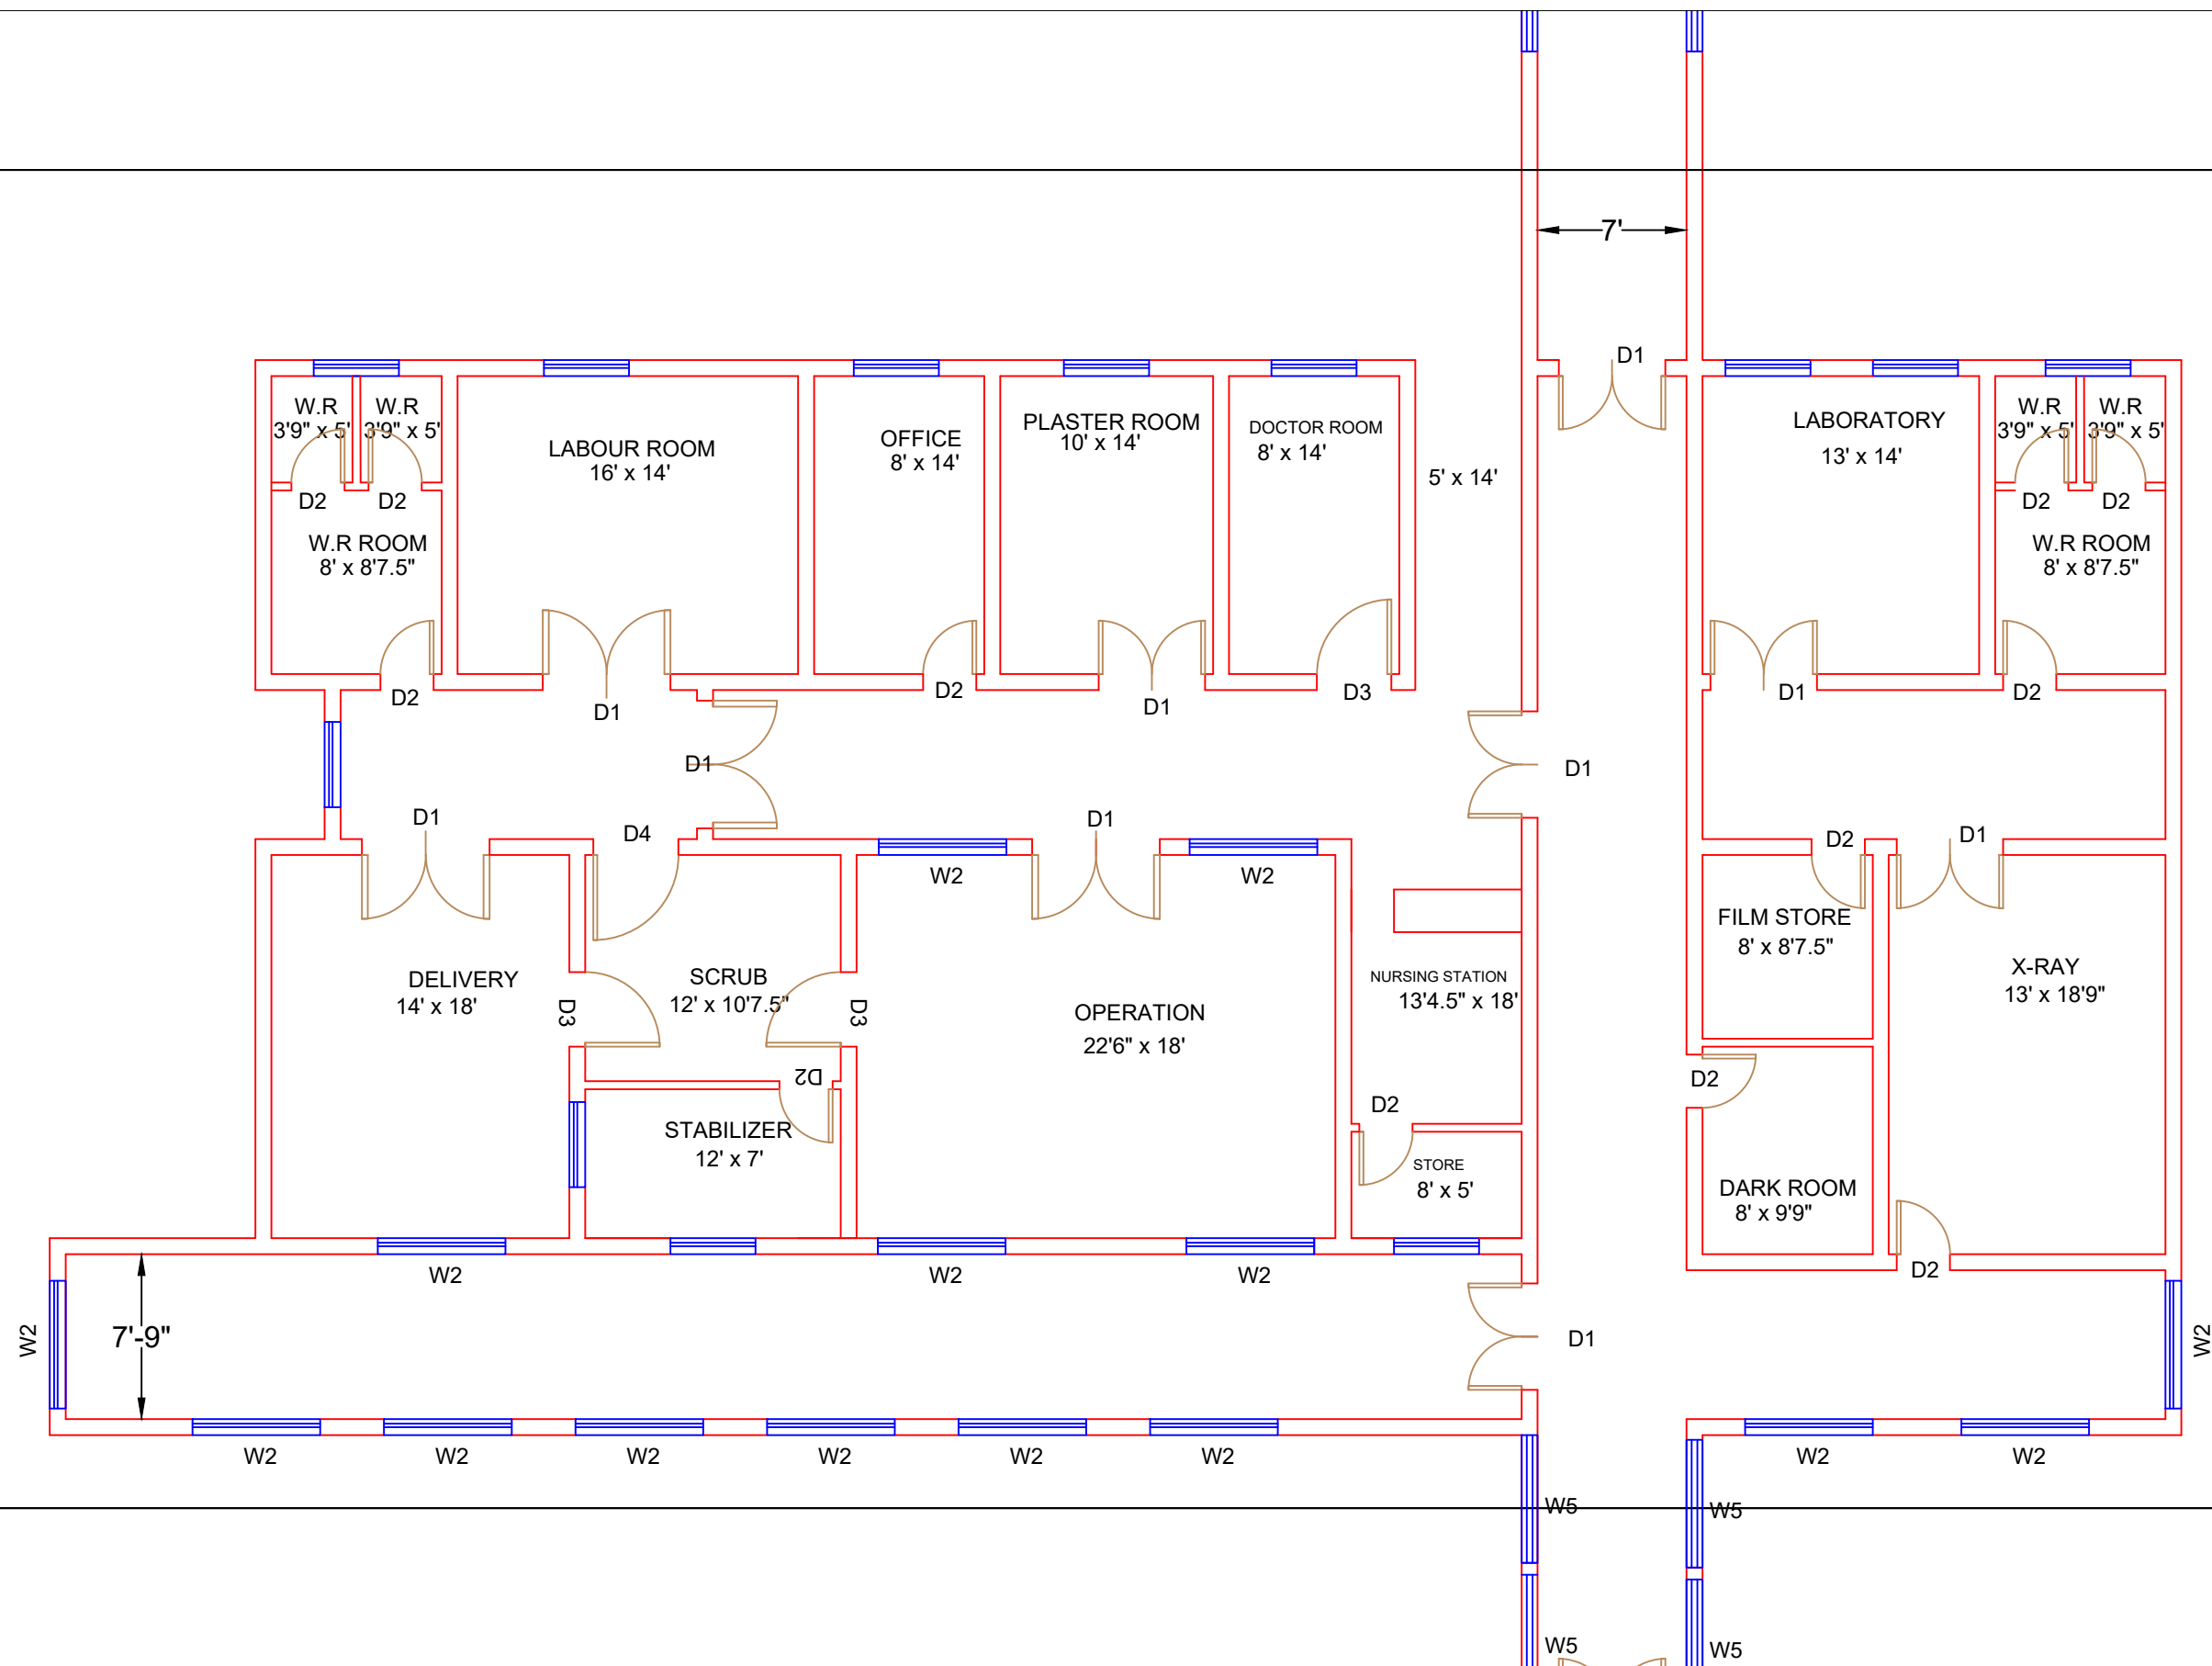 7'
D1
W.R
3'9" x 5'
W.R
3'9" x 5'
D2
D2
W.R ROOM
8' x 8'7.5"
D2
LABOUR ROOM
16' x 14'
D1
OFFICE
8' x 14'
D2
PLASTER ROOM
10' x 14'
D1
DOCTOR ROOM
8' x 14'
D3
5' x 14'
LABORATORY
13' x 14'
D1
W.R
3'9" x 5'
W.R
3'9" x 5'
D2
D2
W.R ROOM
8' x 8'7.5"
D2
D1
D1
D1
D4
D1
D2
D1
W2
W2
DELIVERY
14' x 18'
D3
SCRUB
12' x 10'7.5"
D3
D2
STABILIZER
12' x 7'
OPERATION
22'6" x 18'
NURSING STATION
13'4.5" x 18'
D2
STORE
8' x 5'
FILM STORE
8' x 8'7.5"
D2
DARK ROOM
8' x 9'9"
X-RAY
13' x 18'9"
D2
W2
W2
W2
W2
7'-9"
D1
W2
W2
W2
W2
W2
W2
W2
W2
W2
W5
W5
W5
W5